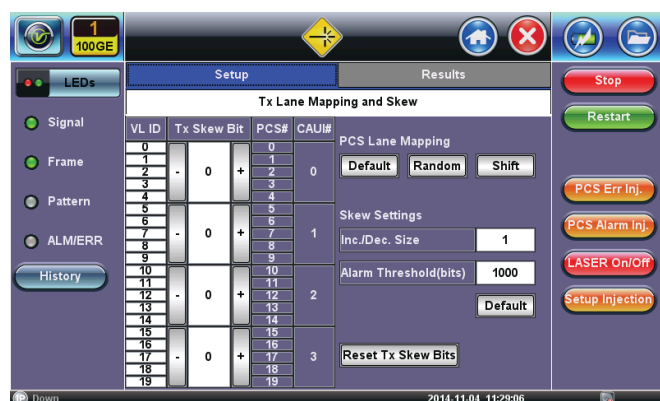 1
100GE
LEDs
Signal
Frame
Pattern
ALM/ERR
History
Setup
Results
Tx Lane Mapping and Skew
VL ID Tx Skew Bit PCS# CAUI#
0 0
1 1
2 - 0 + 2 0
3 3
4 4
5 5
6 6
7 - 0 + 7 1
8 8
9 9
10 10
11 11
12 - 0 + 12 2
13 13
14 14
15 15
16 16
17 - 0 + 17 3
18 18
19 19
PCS Lane Mapping
Default Random Shift
Skew Settings
Inc./Dec. Size 1
Alarm Threshold(bits) 1000
Default
Reset Tx Skew Bits
Stop
Restart
PCS Err Inj.
PCS Alarm Inj.
LASER On/Off
Setup Injection
IP Down
2014-11-04 11:29:06